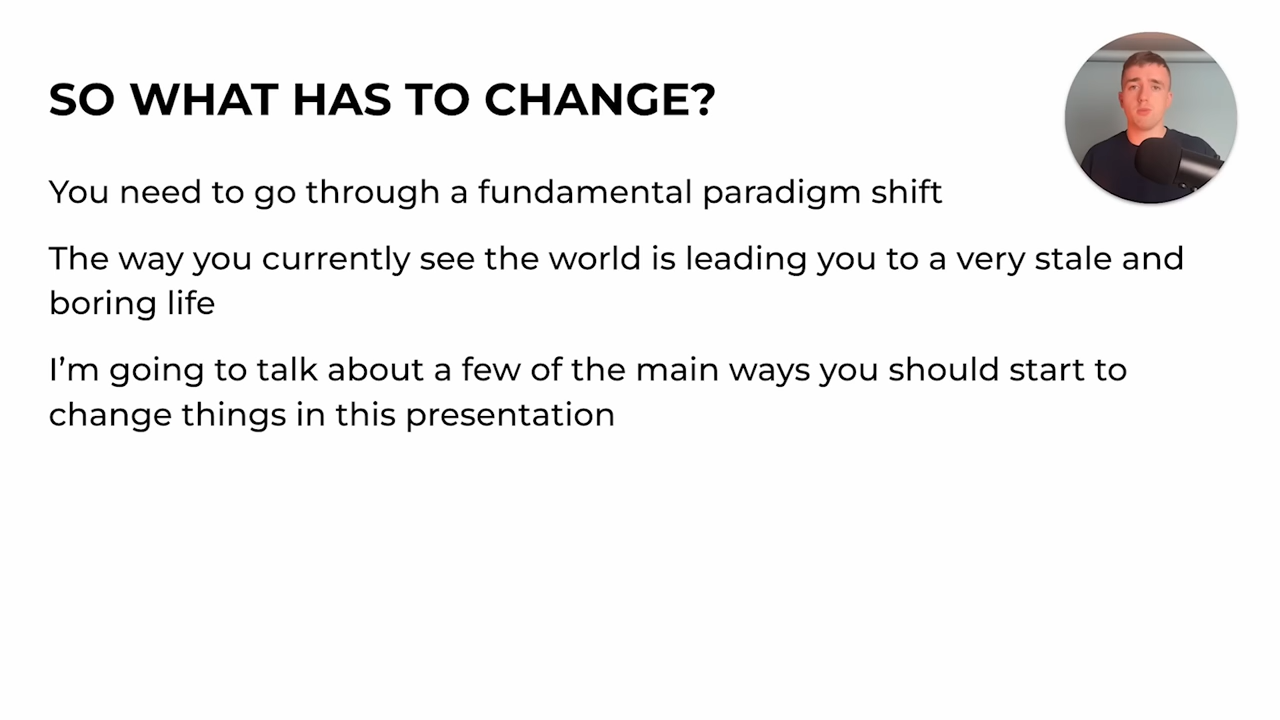 SO WHAT HAS TO CHANGE?
You need to go through a fundamental paradigm shift
The way you currently see the world is leading you to a very stale and
boring life
I’m going to talk about a few of the main ways you should start to
change things in this presentation